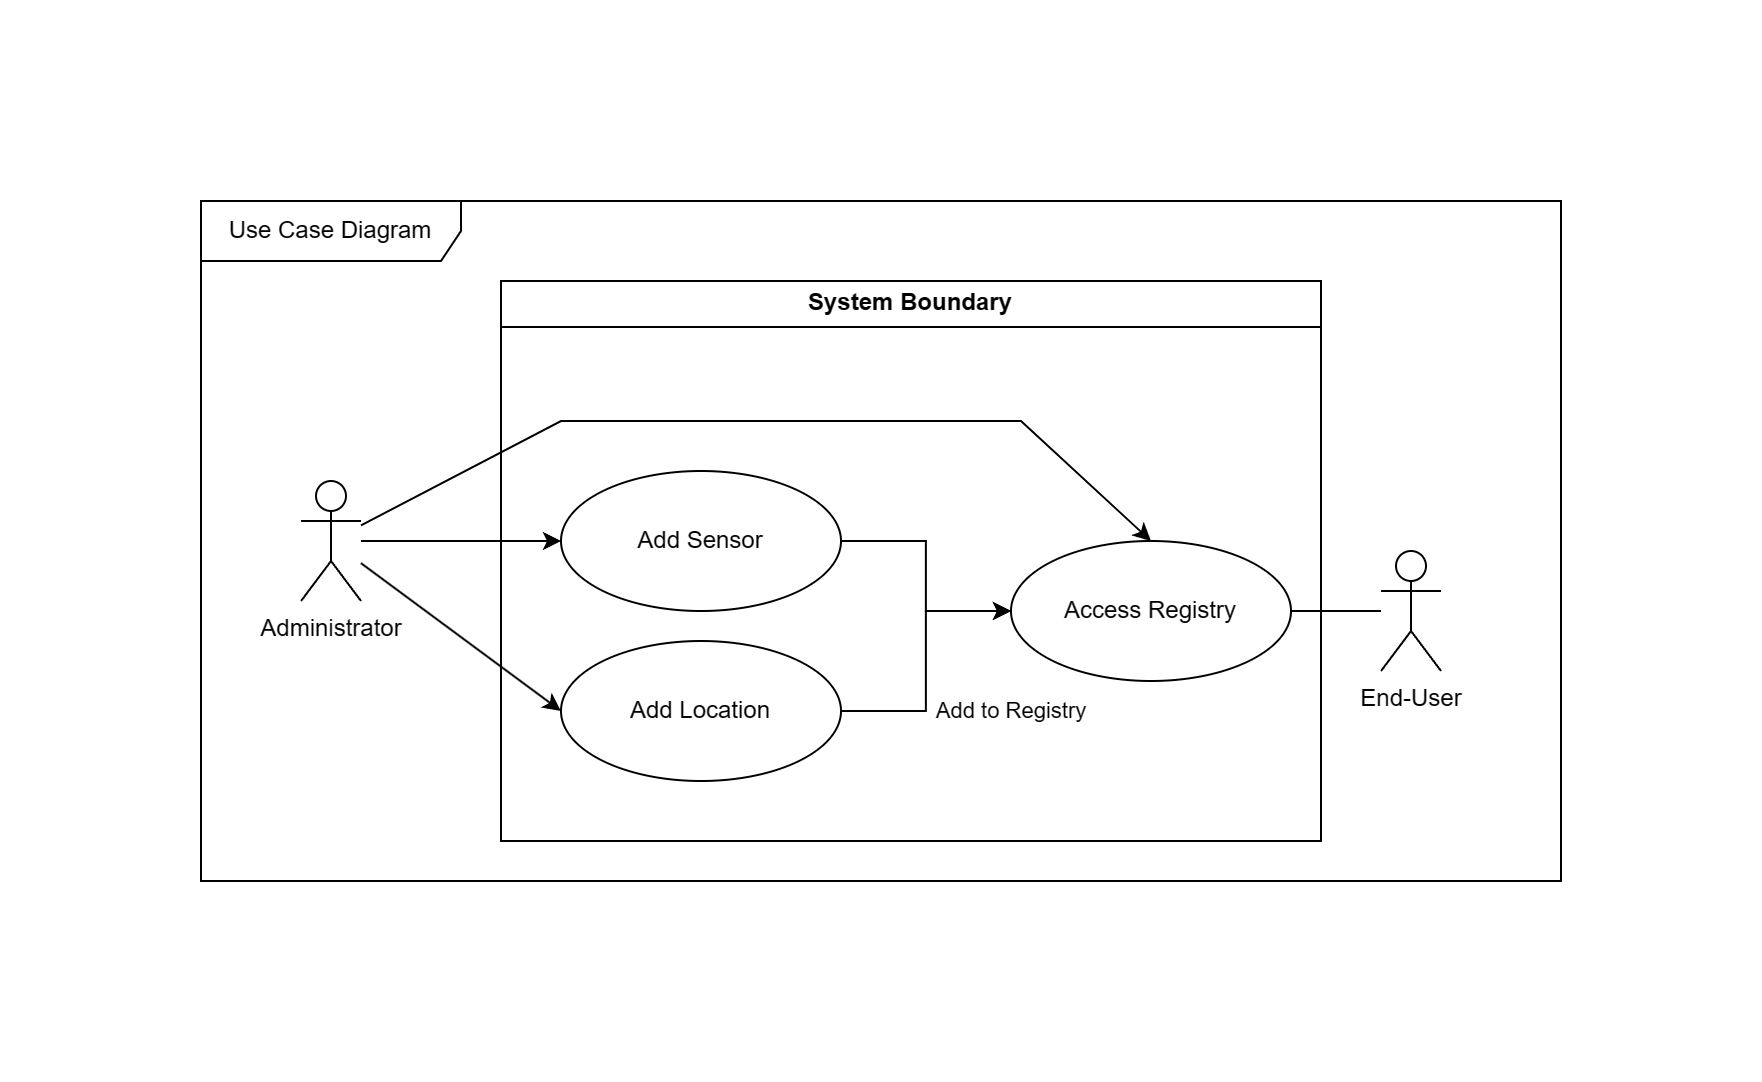 Use Case Diagram
System Boundary
Add Sensor
Access Registry
Administrator
End-User
Add Location
Add to Registry